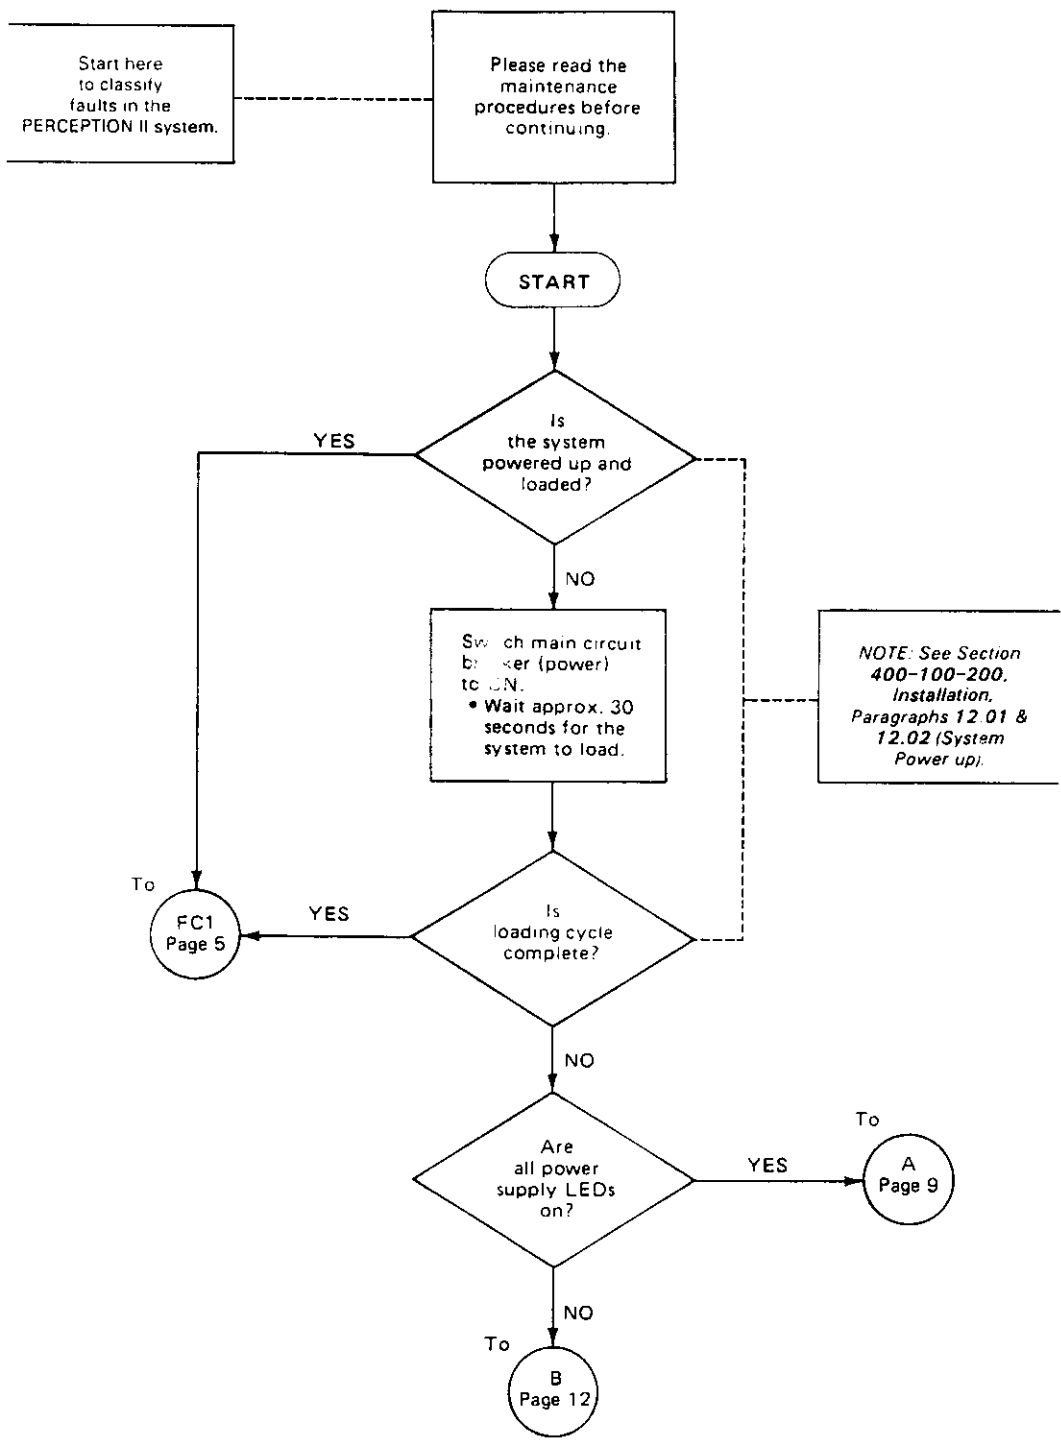 Start here
to classify
faults in the
PERCEPTION II system.
Please read the
maintenance
procedures before
continuing.
START
Is
the system
powered up and
loaded?
YES
NO
main circuit
(power)
• Wait approx. 30
seconds for the
system to load.
NOTE: See Section
400-100-200,
Installation,
Paragraphs 12.01 &
12.02 (System
Power up).
To
FC1
Page 5
YES
Is
loading cycle
complete?
NO
Are
all power
supply LEDs
on?
YES
To
A
Page 9
NO
To
B
Page 12